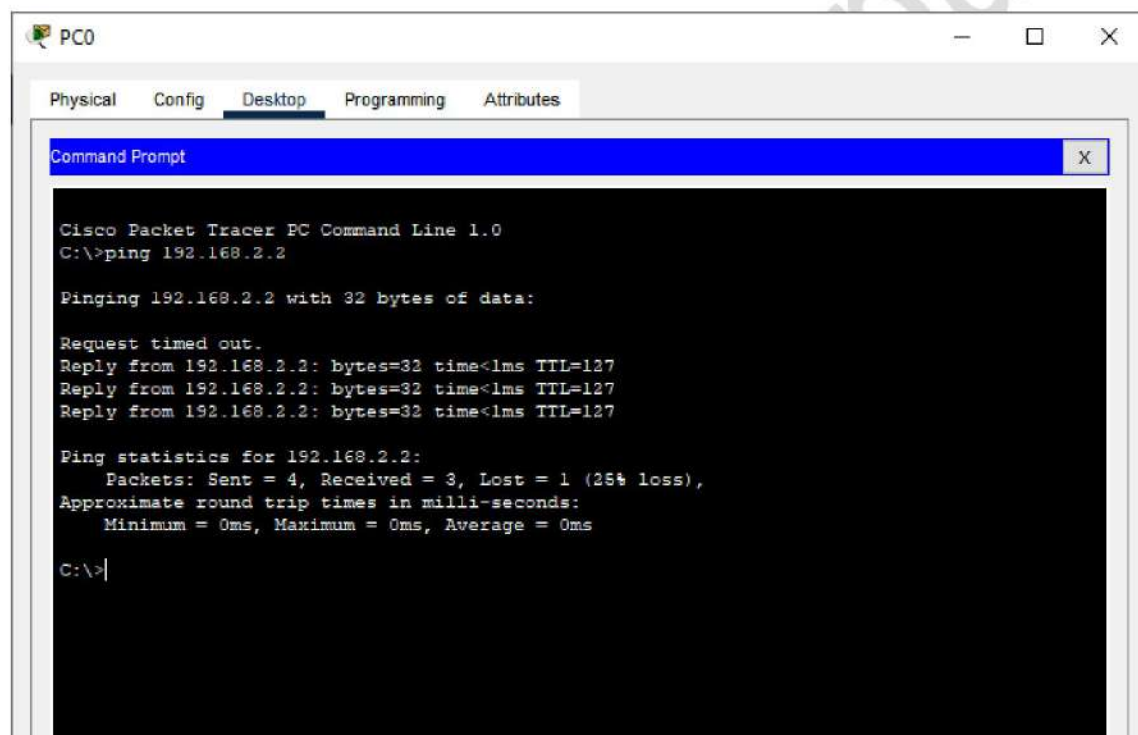 PC0
Physical Config Desktop Programming Attributes
Command Prompt
X
Cisco Packet Tracer PC Command Line 1.0
C:\>ping 192.168.2.2
Pinging 192.168.2.2 with 32 bytes of data:
Request timed out.
Reply from 192.168.2.2: bytes=32 time<1ms TTL=127
Reply from 192.168.2.2: bytes=32 time<1ms TTL=127
Reply from 192.168.2.2: bytes=32 time<1ms TTL=127
Ping statistics for 192.168.2.2:
Packets: Sent = 4, Received = 3, Lost = 1 (25% loss),
Approximate round trip times in milli-seconds:
Minimum = 0ms, Maximum = 0ms, Average = 0ms
C:\>